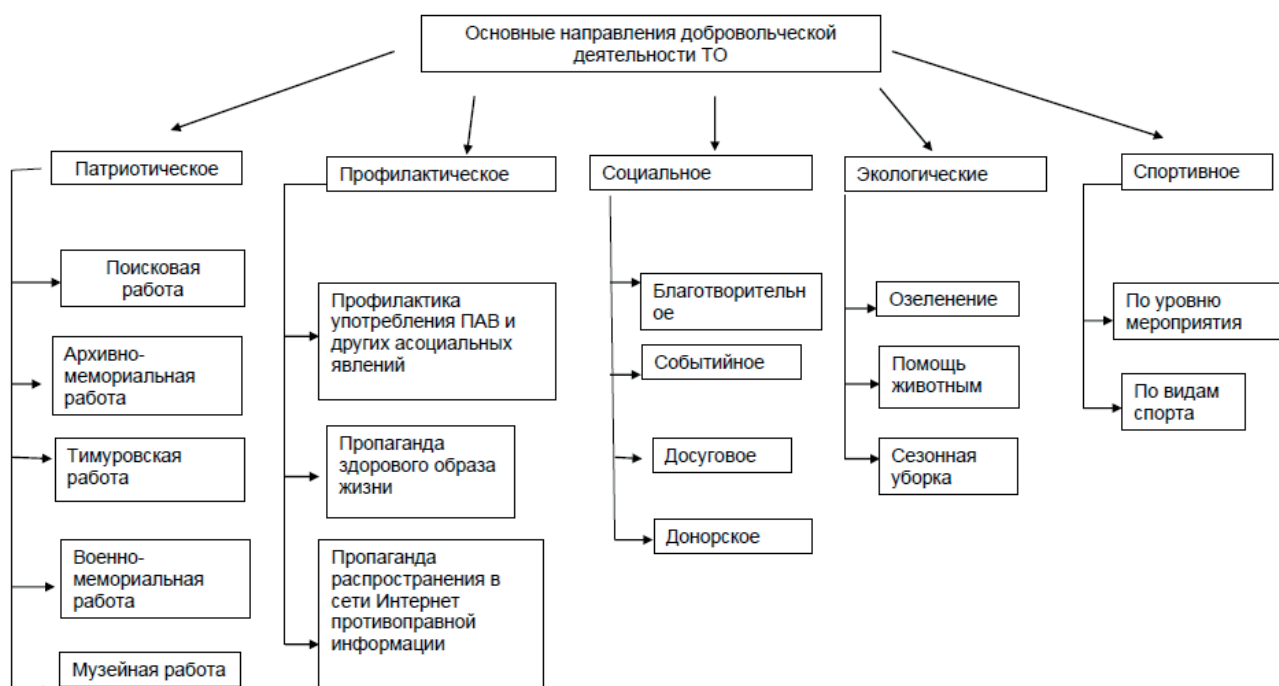 Основные направления добровольческой
деятельности ТО
Патриотическое
Профилактическое
Социальное
Экологические
Спортивное
Поисковая
работа
Архивно-
мемориальная
работа
Тимуровская
работа
Военно-
мемориальная
работа
Музейная работа
Профилактика
употребления ПАВ и
других асоциальных
явлений
Пропаганда
здорового образа
жизни
Пропаганда
распространения в
сети Интернет
противоправной
информации
Благотворительн
ое
Событийное
Досуговое
Донорское
Озеленение
Помощь
животным
Сезонная
уборка
По уровню
мероприятия
По видам
спорта